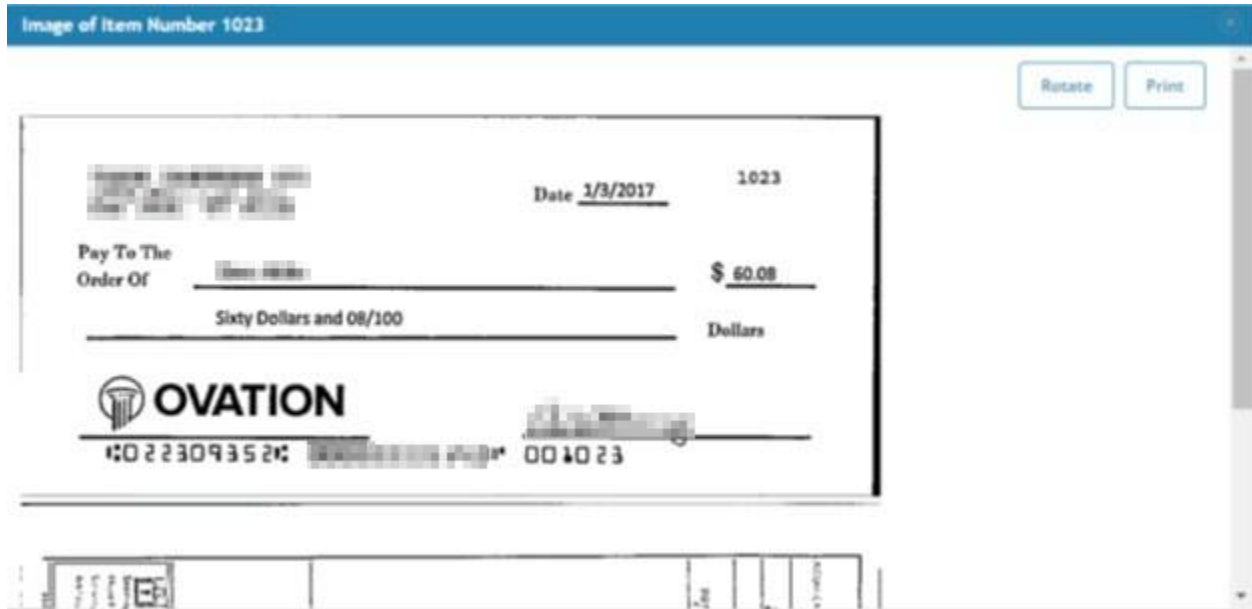 Image of Item Number 1023
Rotate Print
1023
Date 1/3/2017
Pay To The
Order Of
$ 60.08
Sixty Dollars and 08/100
Dollars
OVATION
⑆022309352⑆ 001023